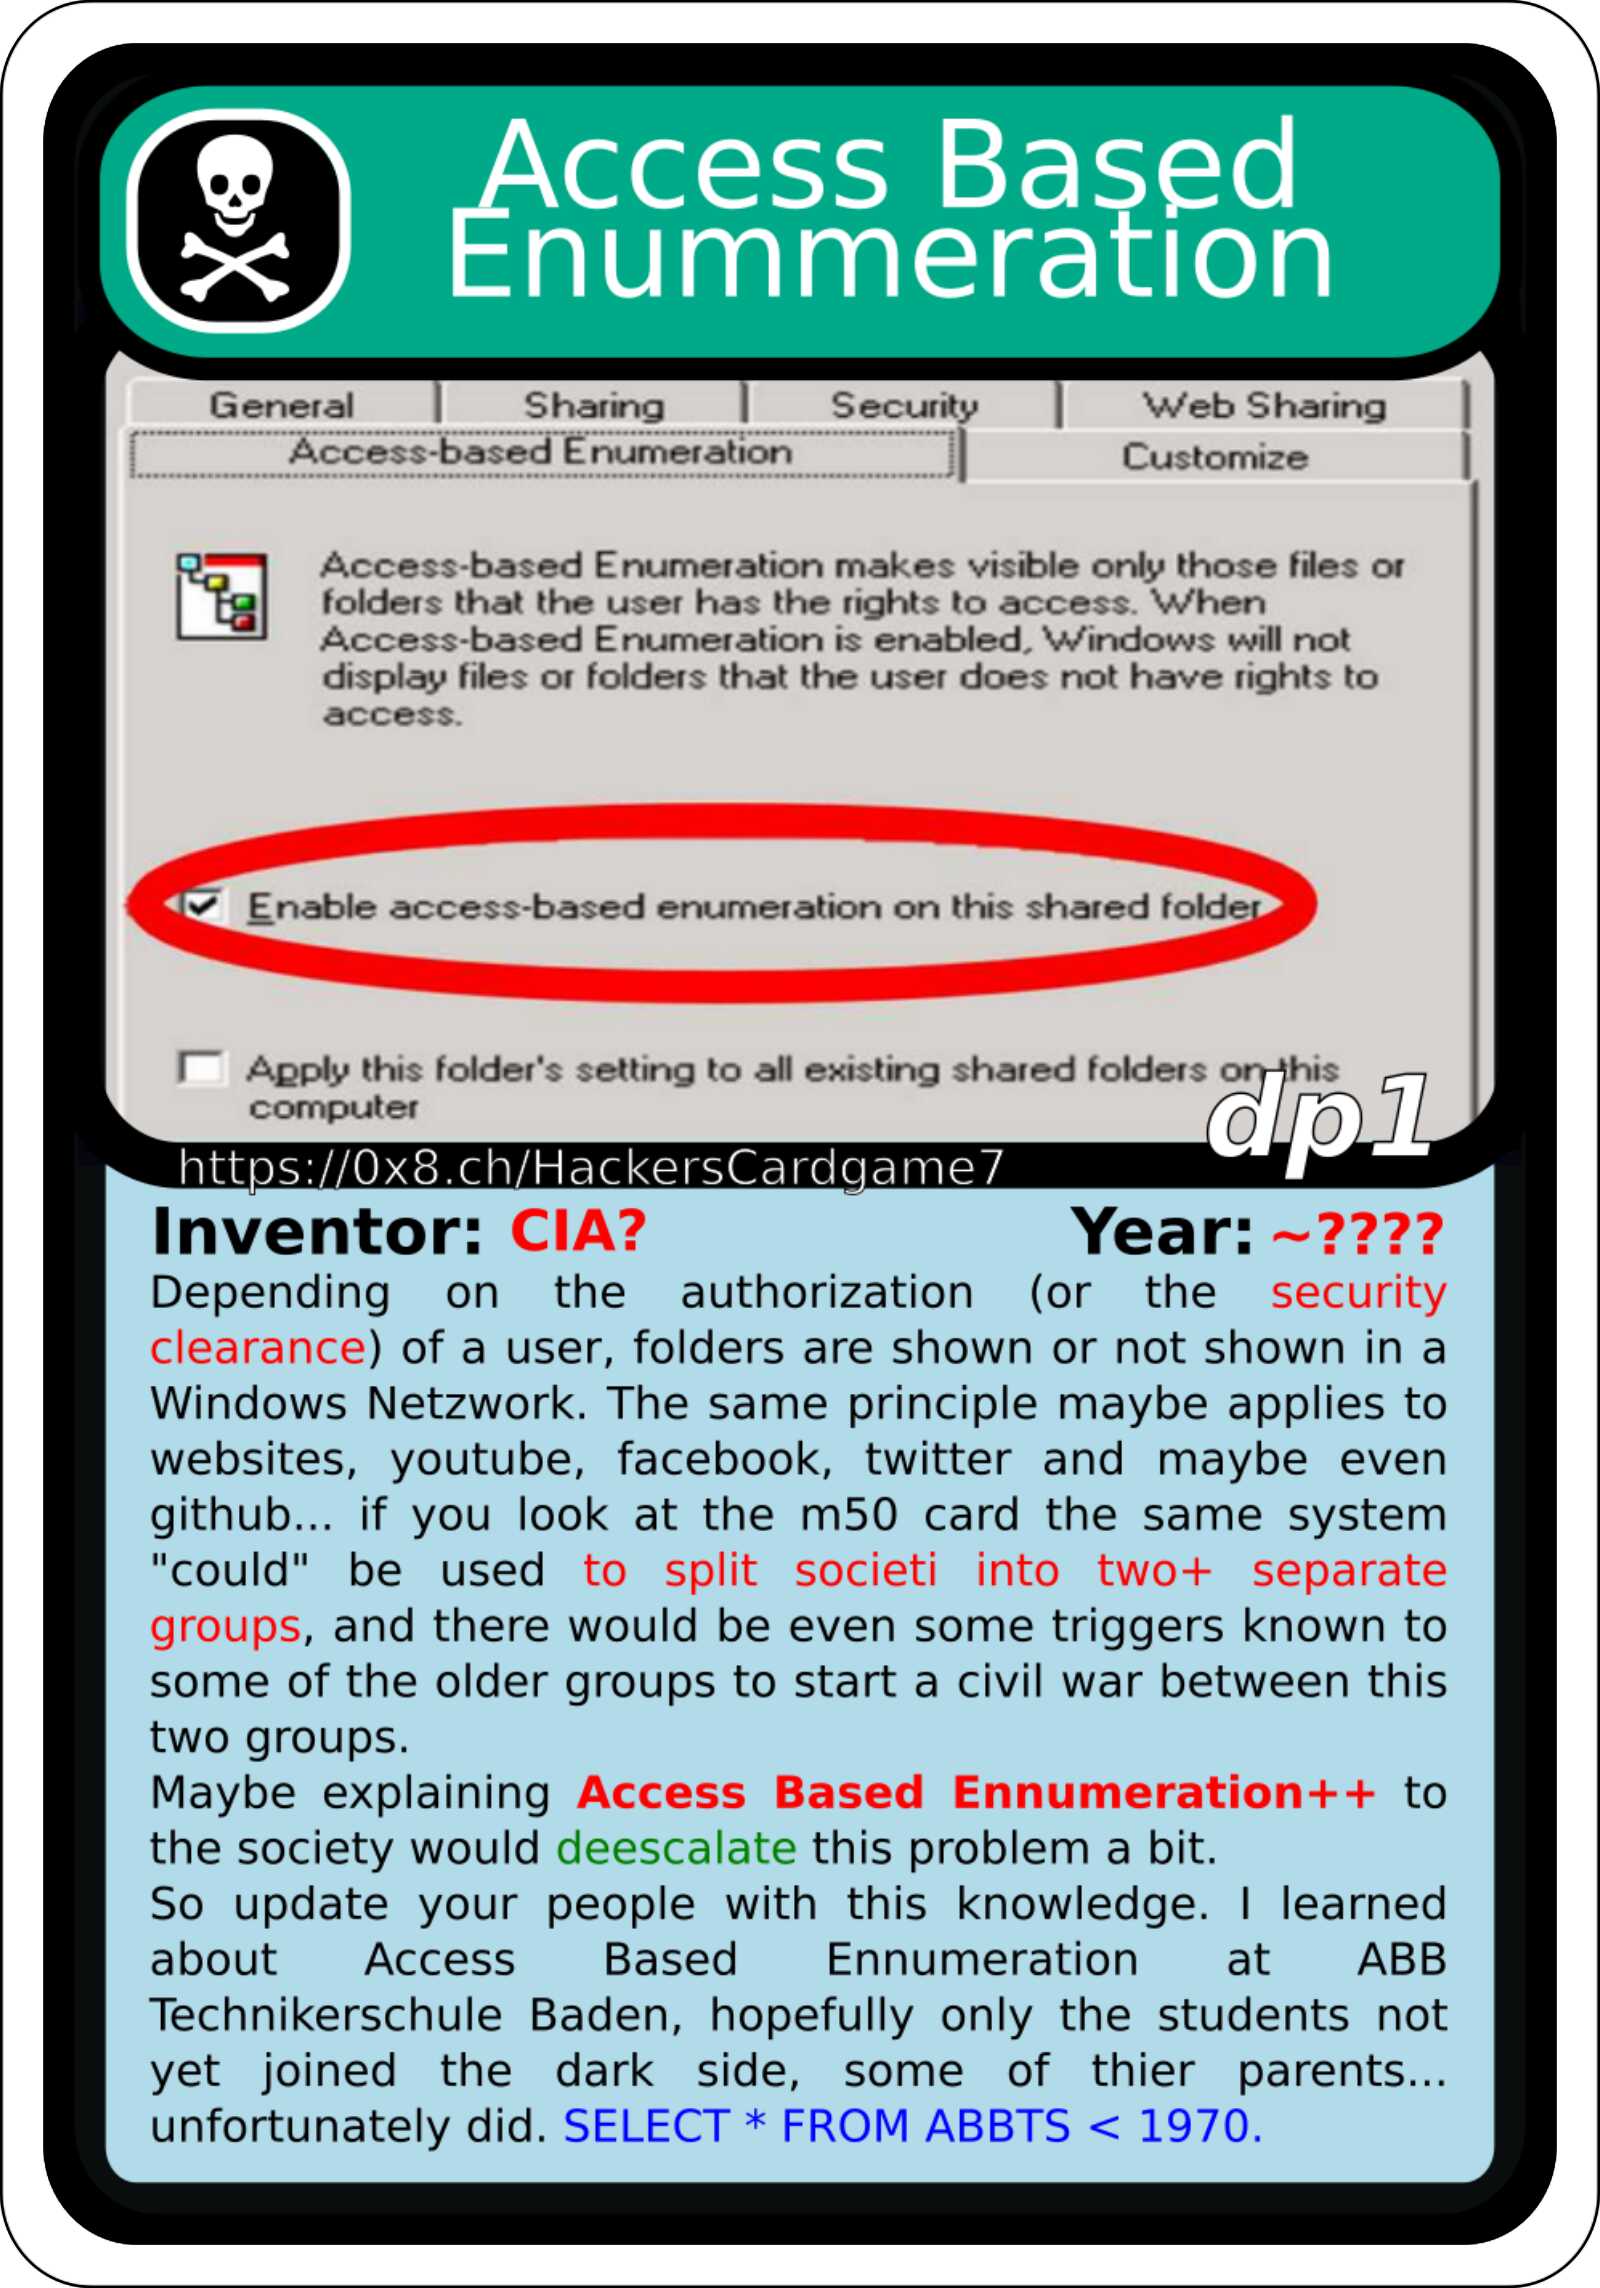 Access Based
Enummeration
General Sharing Security Web Sharing
Access-based Enumeration Customize
Access-based Enumeration makes visible only those files or
folders that the user has the rights to access. When
Access-based Enumeration is enabled, Windows will not
display files or folders that the user does not have rights to
access.
Enable access-based enumeration on this shared folder
Apply this folder's setting to all existing shared folders on this
computer
dp1
https://0x8.ch/HackersCardgame7
Inventor: CIA? Year: ~????
Depending on the authorization (or the security
clearance) of a user, folders are shown or not shown in a
Windows Netzwork. The same principle maybe applies to
websites, youtube, facebook, twitter and maybe even
github... if you look at the m50 card the same system
"could" be used to split societi into two+ separate
groups, and there would be even some triggers known to
some of the older groups to start a civil war between this
two groups.
Maybe explaining Access Based Ennumeration++ to
the society would deescalate this problem a bit.
So update your people with this knowledge. I learned
about Access Based Ennumeration at ABB
Technikerschule Baden, hopefully only the students not
yet joined the dark side, some of thier parents...
unfortunately did. SELECT * FROM ABBTS < 1970.